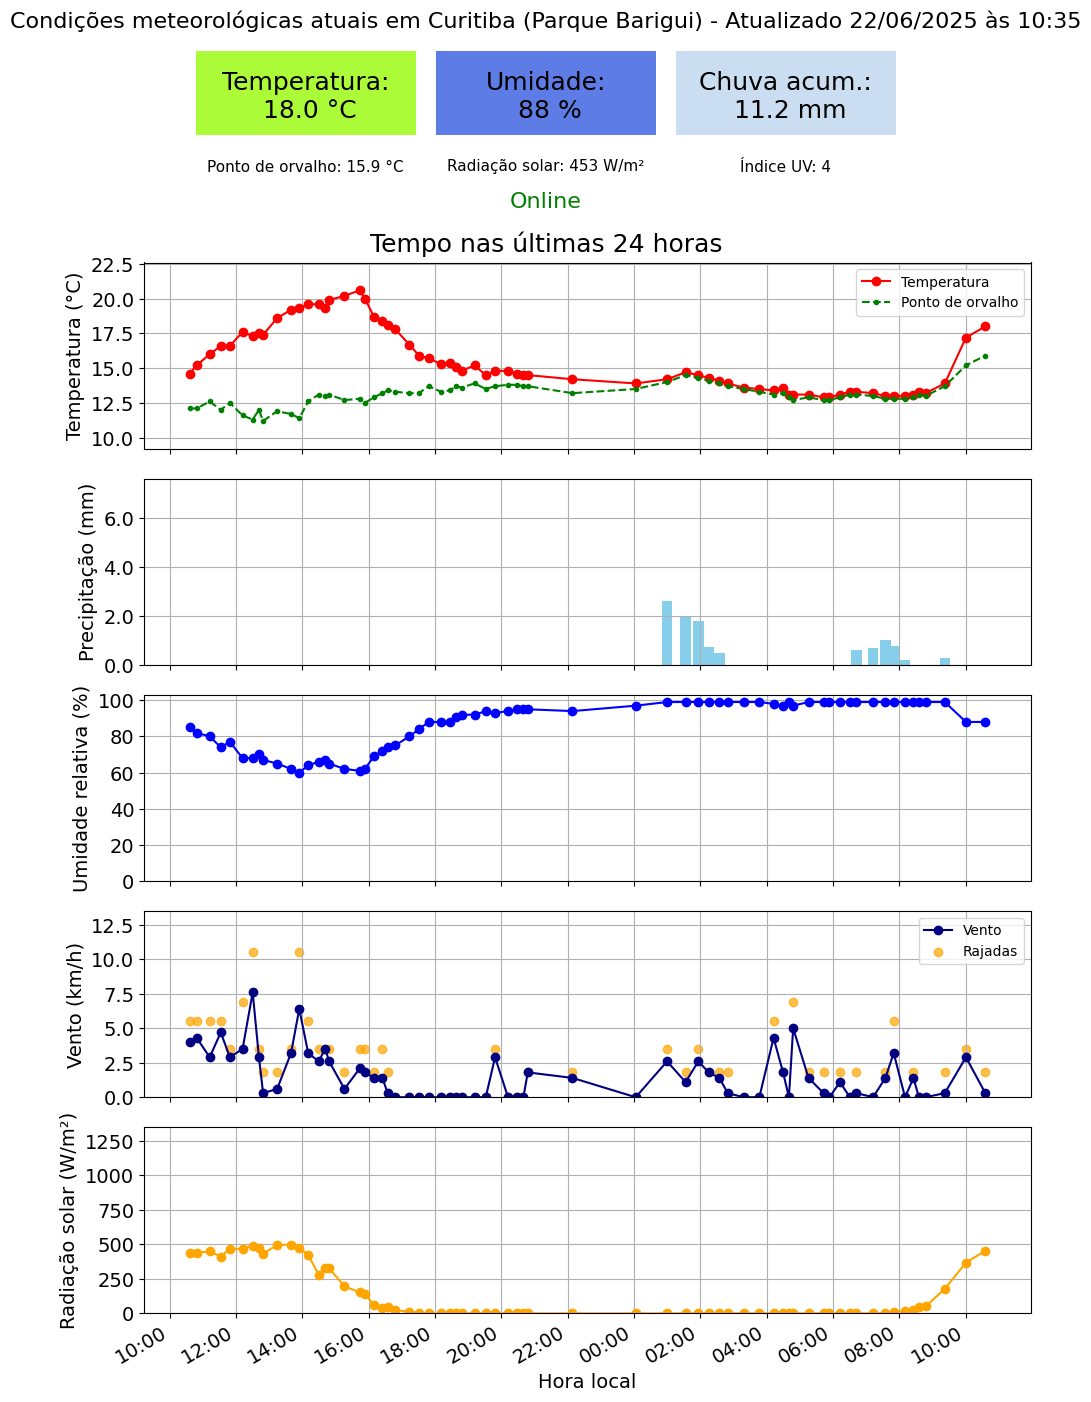 Condições meteorológicas atuais em Curitiba (Parque Barigui) - Atualizado 22/06/2025 às 10:35
Temperatura:
18.0 °C
Umidade:
88 %
Chuva acum.:
11.2 mm
Ponto de orvalho: 15.9 °C
Radiação solar: 453 W/m²
Índice UV: 4
Online
Tempo nas últimas 24 horas
Temperatura (°C)
22.5
20.0
17.5
15.0
12.5
10.0
Temperatura
Ponto de orvalho
Precipitação (mm)
6.0
4.0
2.0
0.0
Umidade relativa (%)
100
80
60
40
20
0
Vento (km/h)
12.5
10.0
7.5
5.0
2.5
0.0
Vento
Rajadas
Radiação solar (W/m²)
1250
1000
750
500
250
0
10:00
12:00
14:00
16:00
18:00
20:00
22:00
00:00
02:00
04:00
06:00
08:00
10:00
Hora local